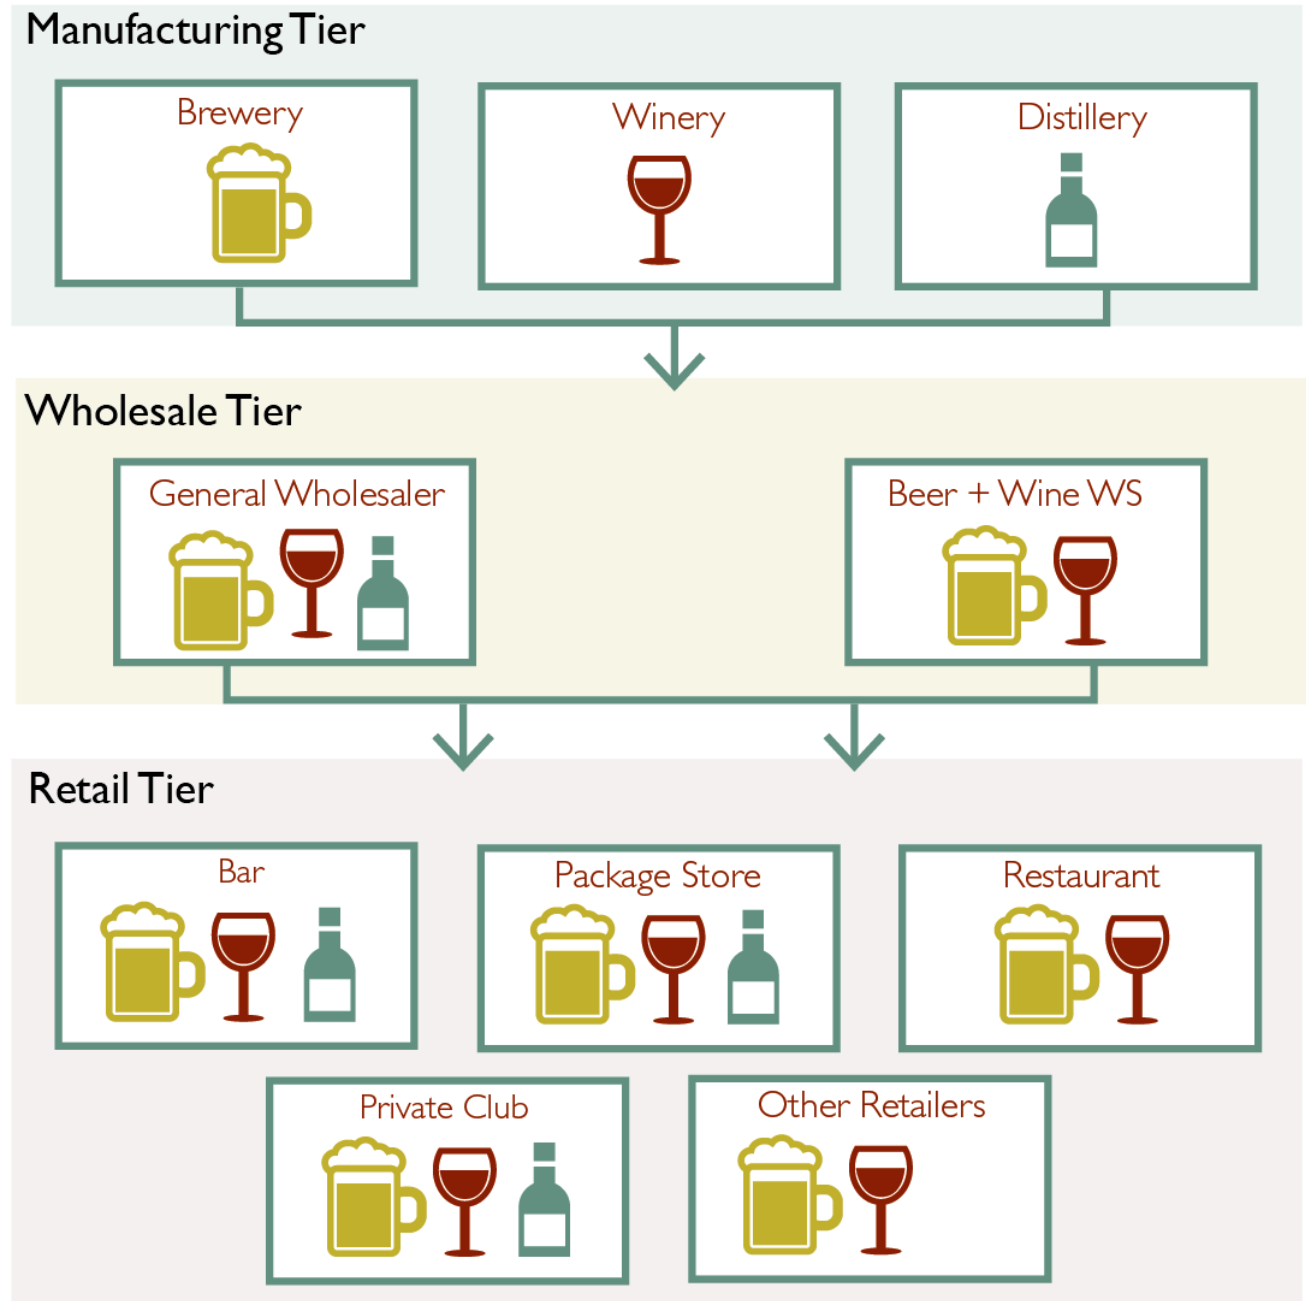 Manufacturing Tier
Brewery
Winery
Distillery
Wholesale Tier
General Wholesaler
Beer + Wine WS
Retail Tier
Bar
Package Store
Restaurant
Private Club
Other Retailers